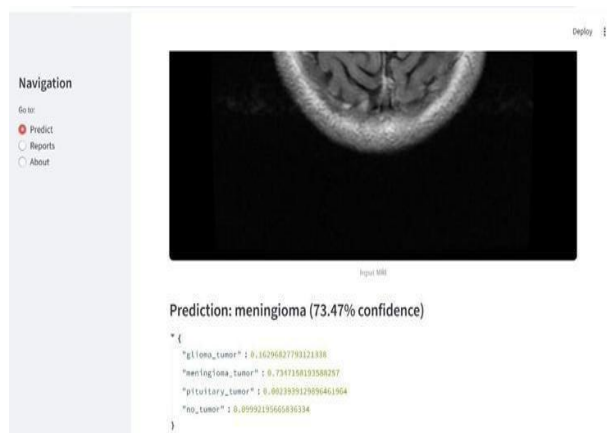 Deploy
Navigation
Go to:
Predict
Reports
About
Input MRI
Prediction: meningioma (73.47% confidence)
{
"glioma_tumor" : 0.16296827793121338
"meningioma_tumor" : 0.7347158193588257
"pituitary_tumor" : 0.0023939129896461964
"no_tumor" : 0.09992195665836334
}